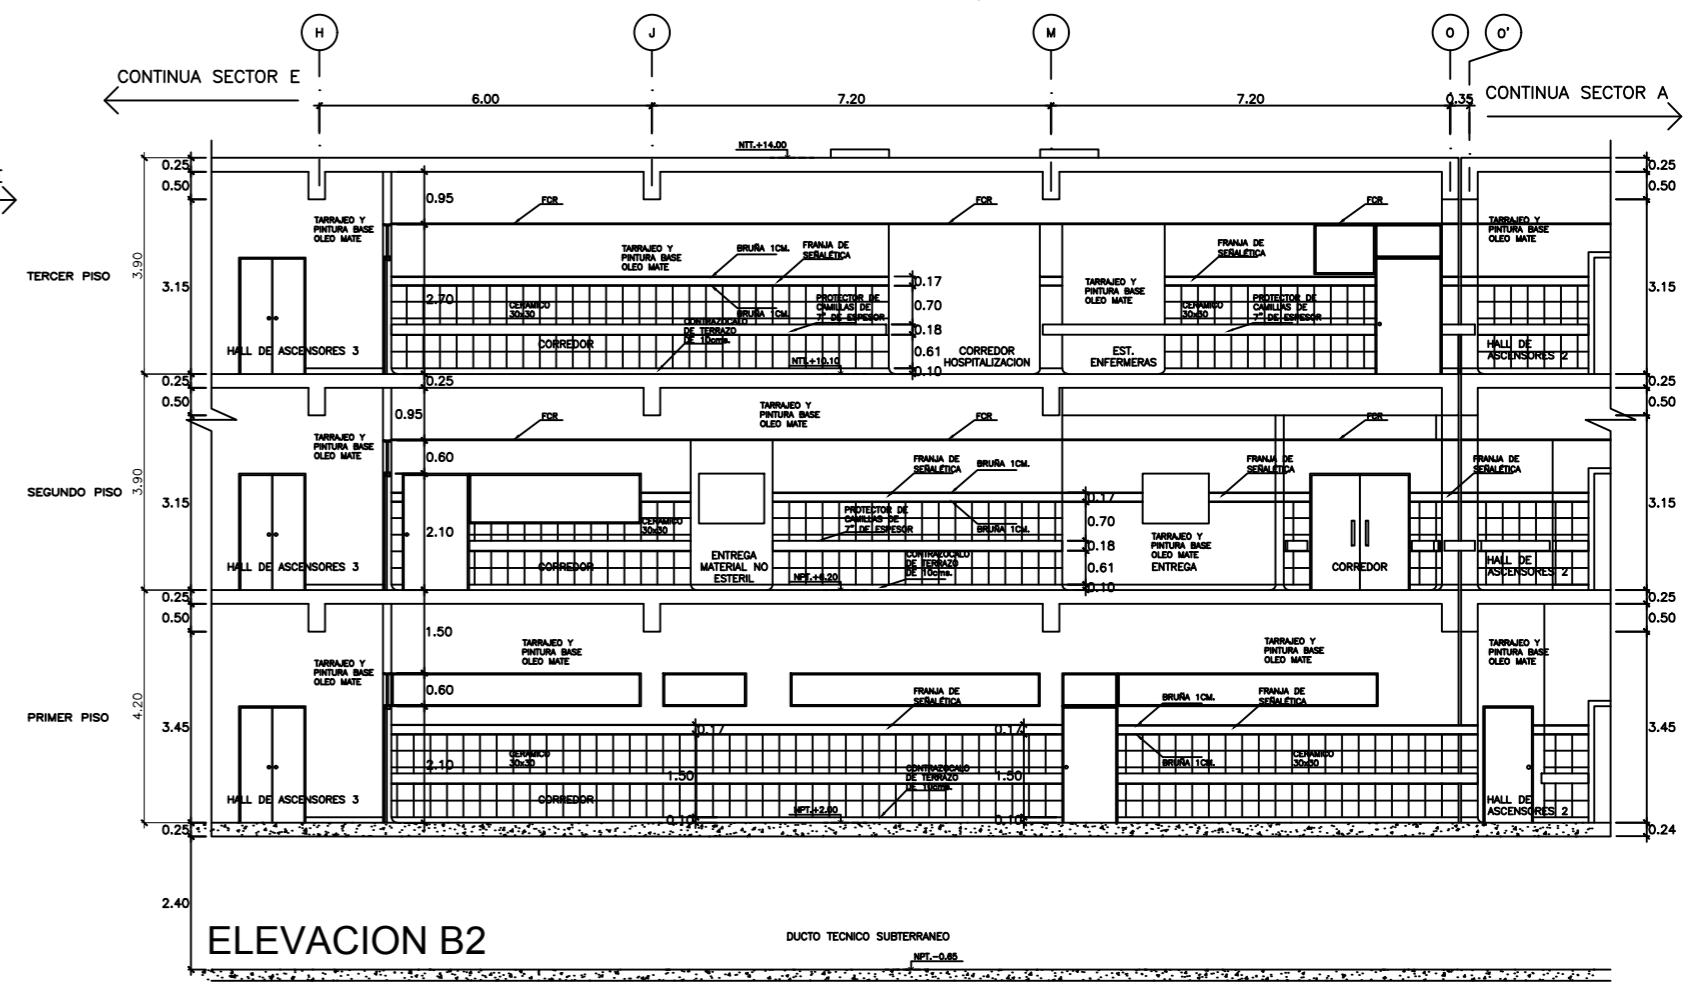 H
J
M
O
O'
CONTINUA SECTOR E
6.00
7.20
7.20
0.35
CONTINUA SECTOR A
NTT.+14.00
0.25
0.50
0.95
FCR
FCR
FCR
0.25
0.50
TARRAJEO Y
PINTURA BASE
OLEO MATE
TARRAJEO Y
PINTURA BASE
OLEO MATE
BRUÑA 1CM.
FRANJA DE
SEÑALÉTICA
FRANJA DE
SEÑALÉTICA
TARRAJEO Y
PINTURA BASE
OLEO MATE
TERCER PISO
3.90
3.15
2.70
CERAMICO
30x30
CONTRAZOCALO
DE TERRAZO
DE 10cms.
BRUÑA 1CM.
PROTECTOR DE
CAMILLAS DE
7" DE ESPESOR
0.17
0.70
0.18
0.61
0.10
TARRAJEO Y
PINTURA BASE
OLEO MATE
CERAMICO
30x30
PROTECTOR DE
CAMILLAS DE
7" DE ESPESOR
3.15
HALL DE ASCENSORES 3
CORREDOR
CORREDOR
HOSPITALIZACION
EST.
ENFERMERAS
HALL DE
ASCENSORES 2
NTT.+10.10
0.25
0.50
0.25
0.95
0.25
0.50
TARRAJEO Y
PINTURA BASE
OLEO MATE
FCR
FCR
FCR
TARRAJEO Y
PINTURA BASE
OLEO MATE
0.60
FRANJA DE
SEÑALÉTICA
BRUÑA 1CM.
FRANJA DE
SEÑALÉTICA
FRANJA DE
SEÑALÉTICA
SEGUNDO PISO
3.90
3.15
2.10
CERAMICO
30x30
PROTECTOR DE
CAMILLAS DE
7" DE ESPESOR
BRUÑA 1CM.
0.17
0.70
0.18
0.61
0.10
TARRAJEO Y
PINTURA BASE
OLEO MATE
3.15
HALL DE ASCENSORES 3
CORREDOR
ENTREGA
MATERIAL NO
ESTERIL
CONTRAZOCALO
DE TERRAZO
DE 10cms.
ENTREGA
CORREDOR
HALL DE
ASCENSORES 2
NPT.+6.20
0.25
0.50
1.50
0.25
0.50
TARRAJEO Y
PINTURA BASE
OLEO MATE
TARRAJEO Y
PINTURA BASE
OLEO MATE
TARRAJEO Y
PINTURA BASE
OLEO MATE
TARRAJEO Y
PINTURA BASE
OLEO MATE
0.60
FRANJA DE
SEÑALÉTICA
BRUÑA 1CM.
FRANJA DE
SEÑALÉTICA
PRIMER PISO
4.20
3.45
0.17
0.17
3.45
2.10
CERAMICO
30x30
1.50
CONTRAZOCALO
DE TERRAZO
DE 10cms.
1.50
BRUÑA 1CM.
CERAMICO
30x30
HALL DE ASCENSORES 3
CORREDOR
HALL DE
ASCENSORES 2
0.10
NPT.+2.00
0.10
0.25
0.24
2.40
ELEVACION B2
DUCTO TECNICO SUBTERRANEO
NPT.-0.65